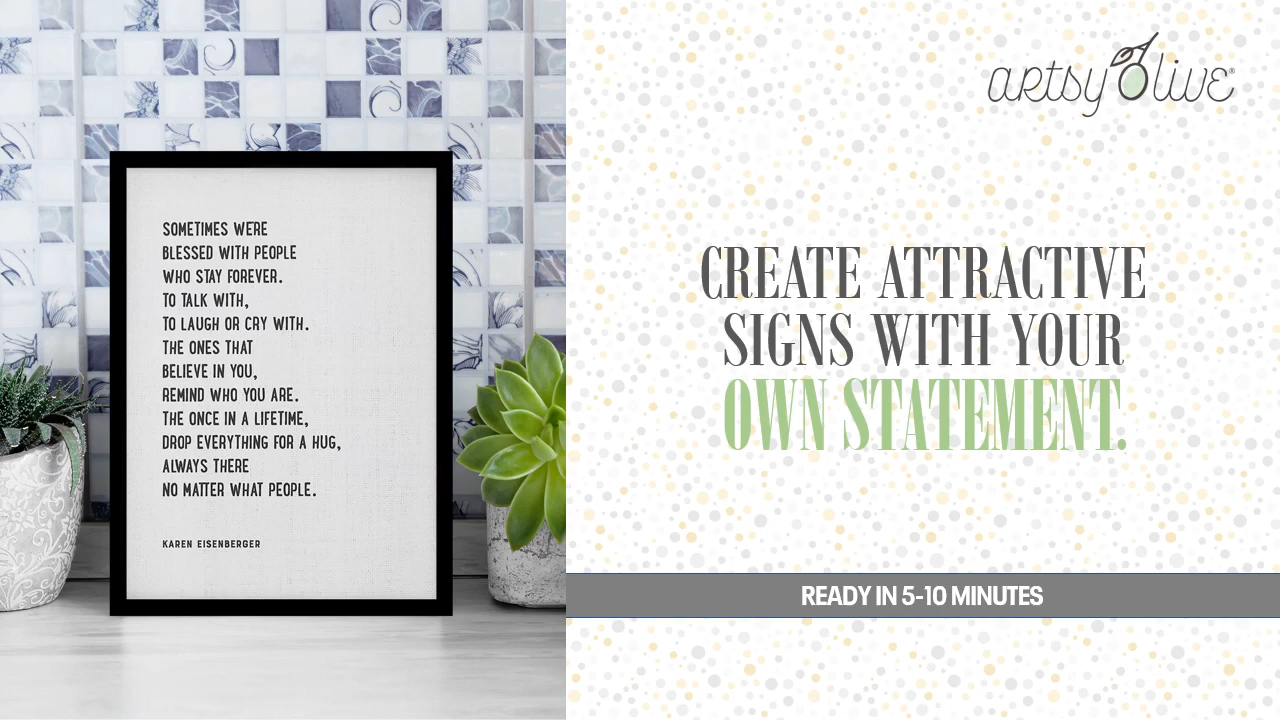 SOMETIMES WERE
BLESSED WITH PEOPLE
WHO STAY FOREVER.
TO TALK WITH,
TO LAUGH OR CRY WITH.
THE ONES THAT
BELIEVE IN YOU,
REMIND WHO YOU ARE.
THE ONCE IN A LIFETIME,
DROP EVERYTHING FOR A HUG,
ALWAYS THERE
NO MATTER WHAT PEOPLE.
KAREN EISENBERGER
artsy Olive®
CREATE ATTRACTIVE
SIGNS WITH YOUR
OWN STATEMENT.
READY IN 5-10 MINUTES